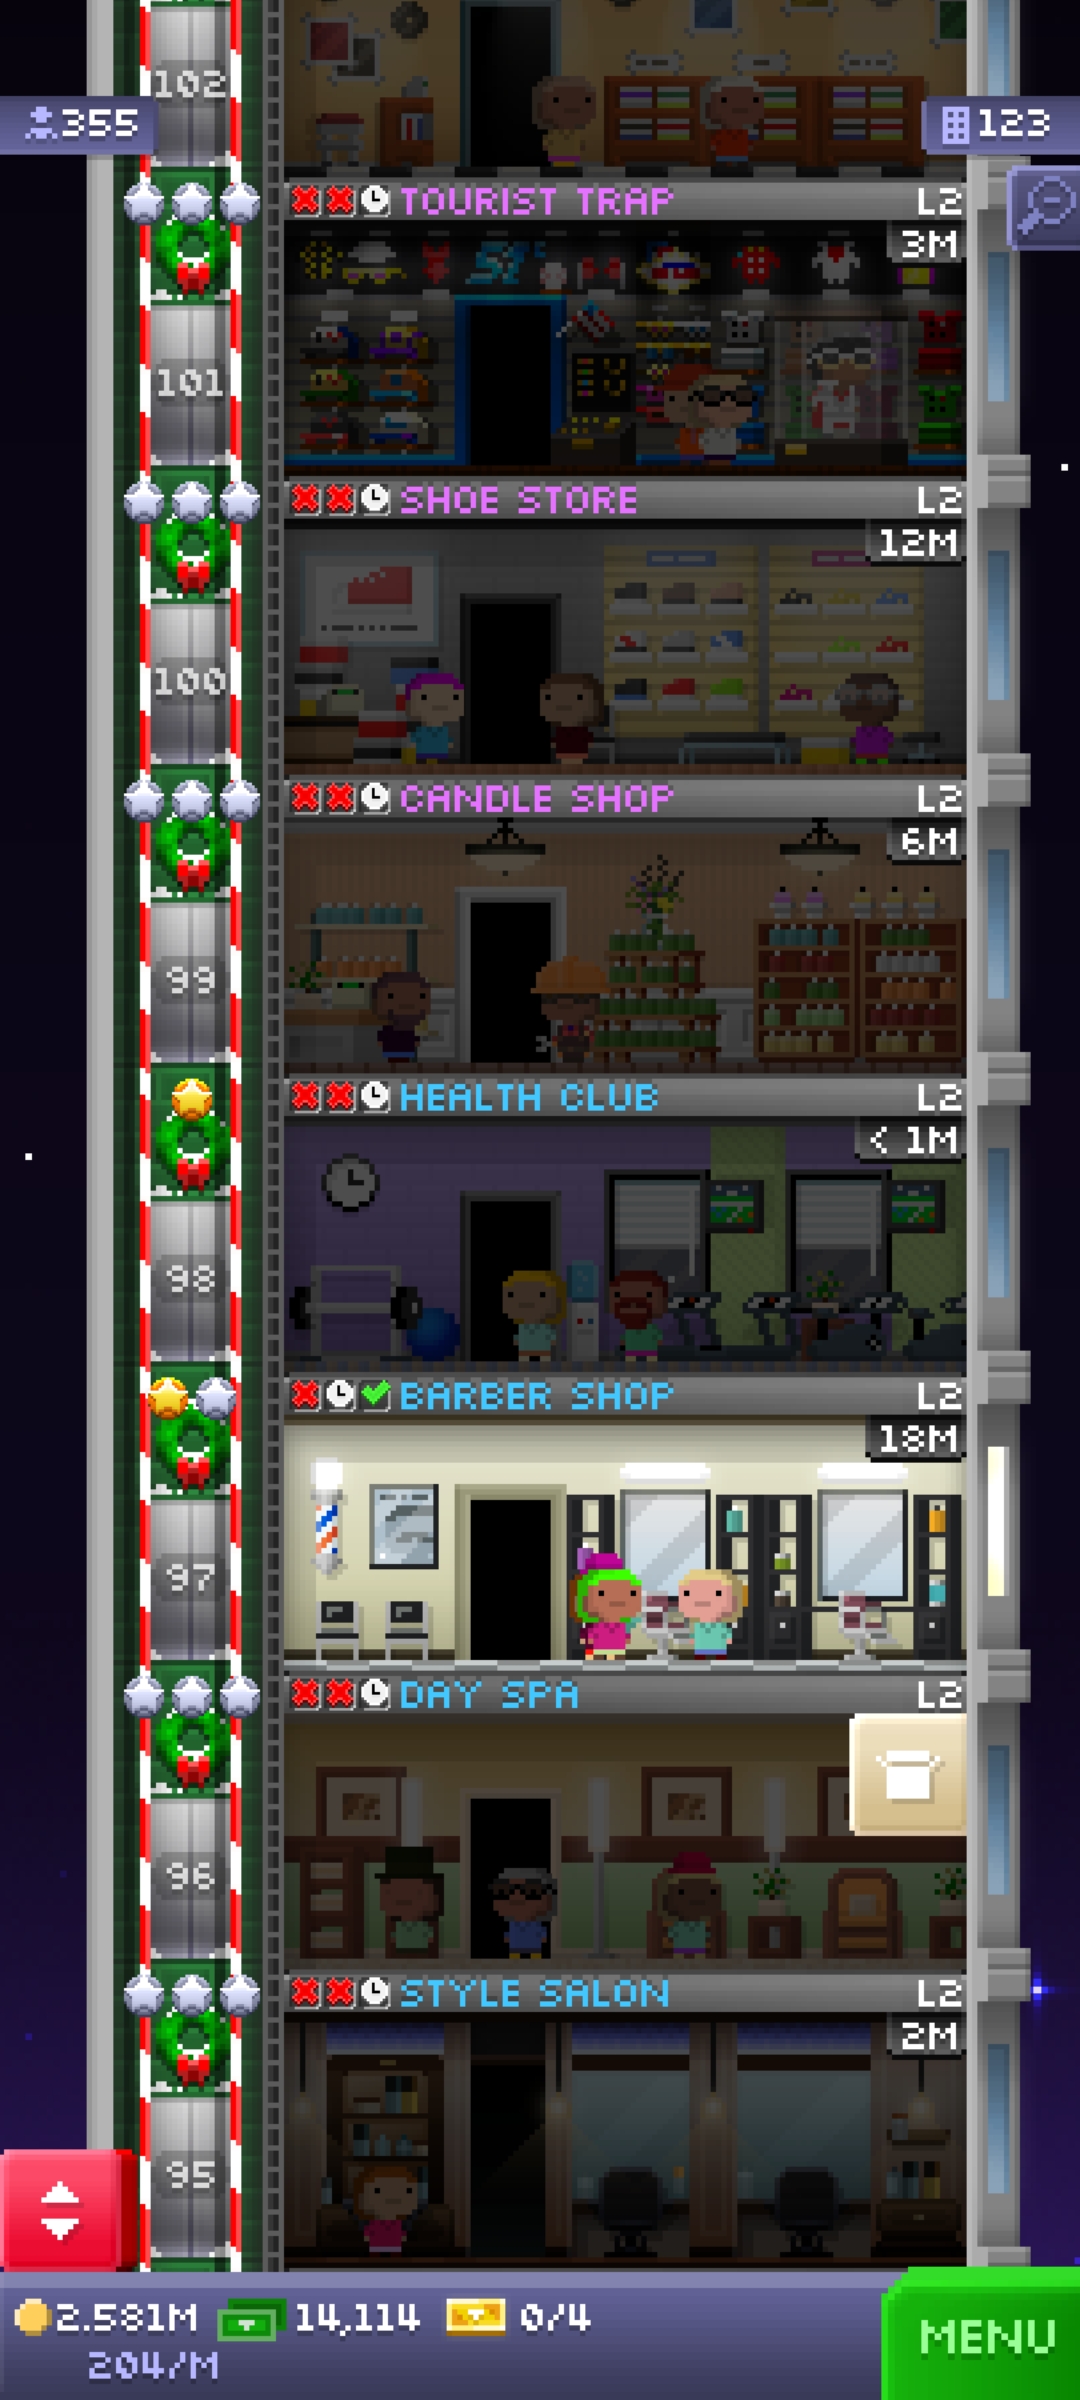 102
355
123
TOURIST TRAP L2
3M
101
SHOE STORE L2
12M
100
CANDLE SHOP L2
6M
99
HEALTH CLUB L2
< 1M
98
BARBER SHOP L2
18M
97
DAY SPA L2
96
STYLE SALON L2
2M
95
2.581M 14,114 0/4
204/M
MENU